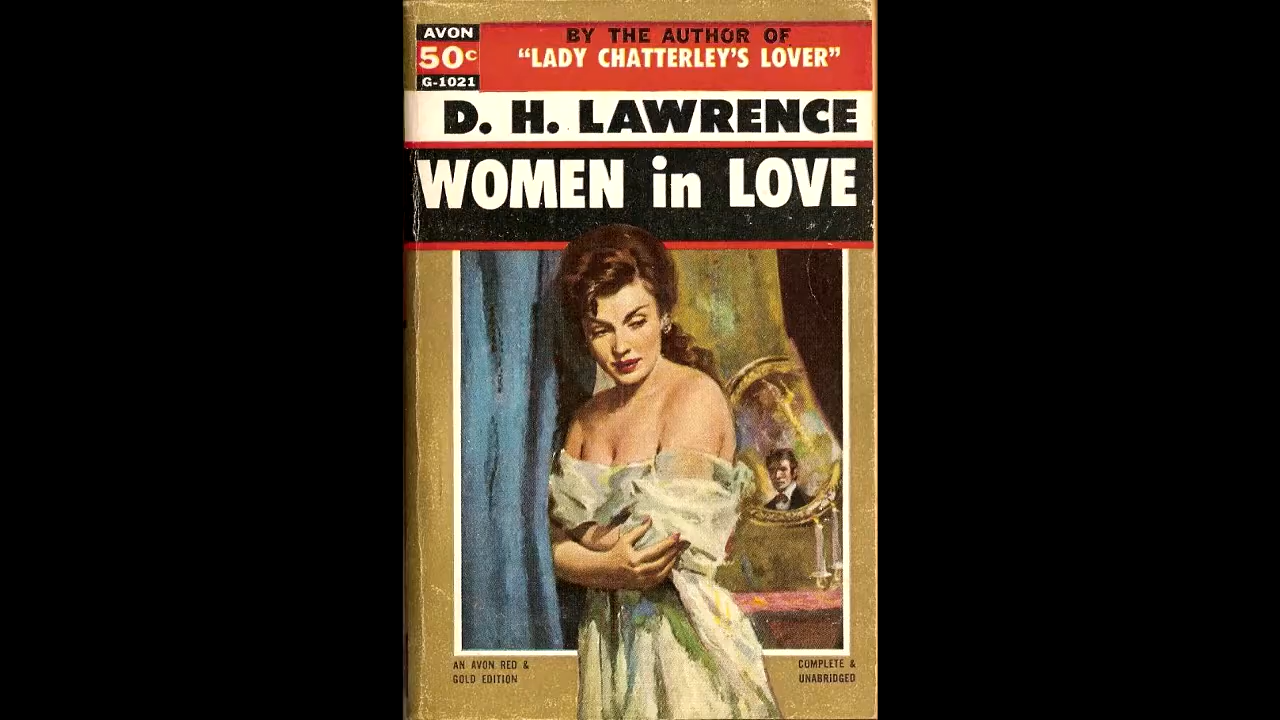 AVON
50c
G-1021
BY THE AUTHOR OF
“LADY CHATTERLEY’S LOVER”
D. H. LAWRENCE
WOMEN in LOVE
AN AVON RED &
GOLD EDITION
COMPLETE &
UNABRIDGED